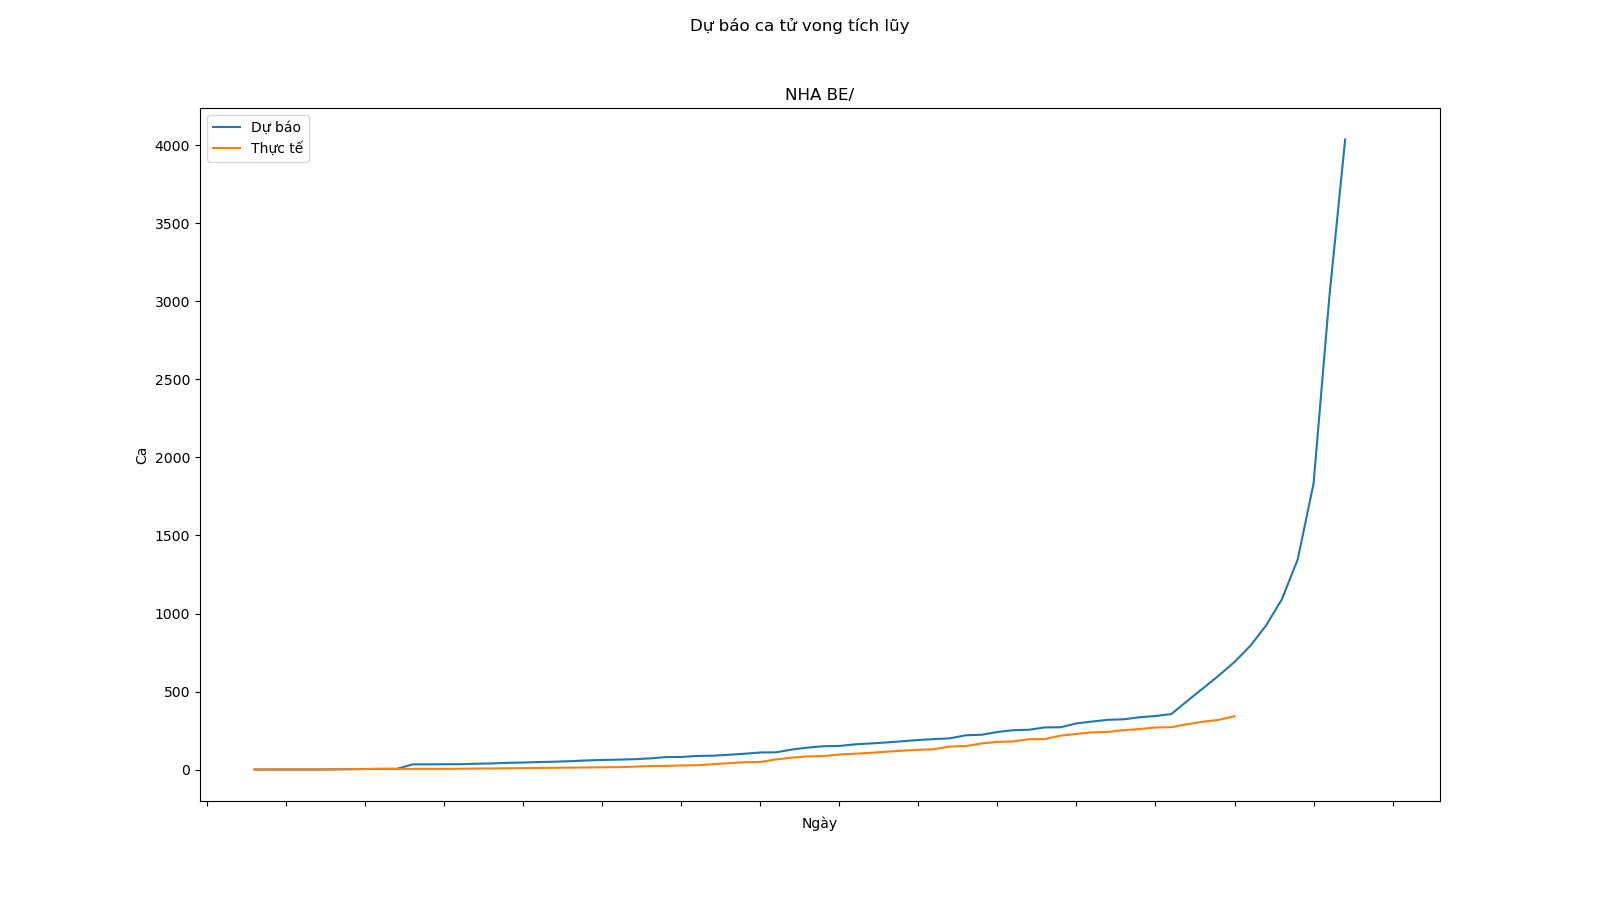 Dự báo ca tử vong tích lũy
NHA BE/
Dự báo
Thực tế
4000
3500
3000
2500
2000
1500
1000
500
0
Ca
Ngày